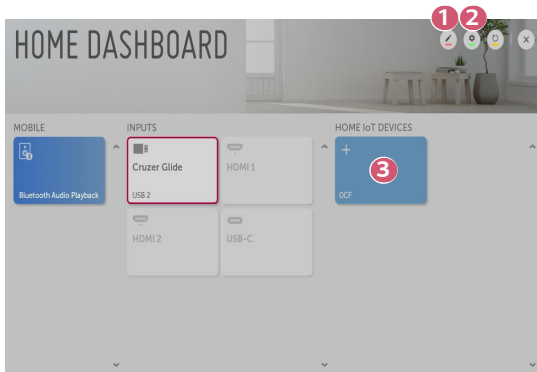 1 2
HOME DASHBOARD
MOBILE
INPUTS
HOME IoT DEVICES
Bluetooth Audio Playback
Cruzer Glide
USB 2
HDMI 1
+
3
OCF
HDMI 2
USB-C